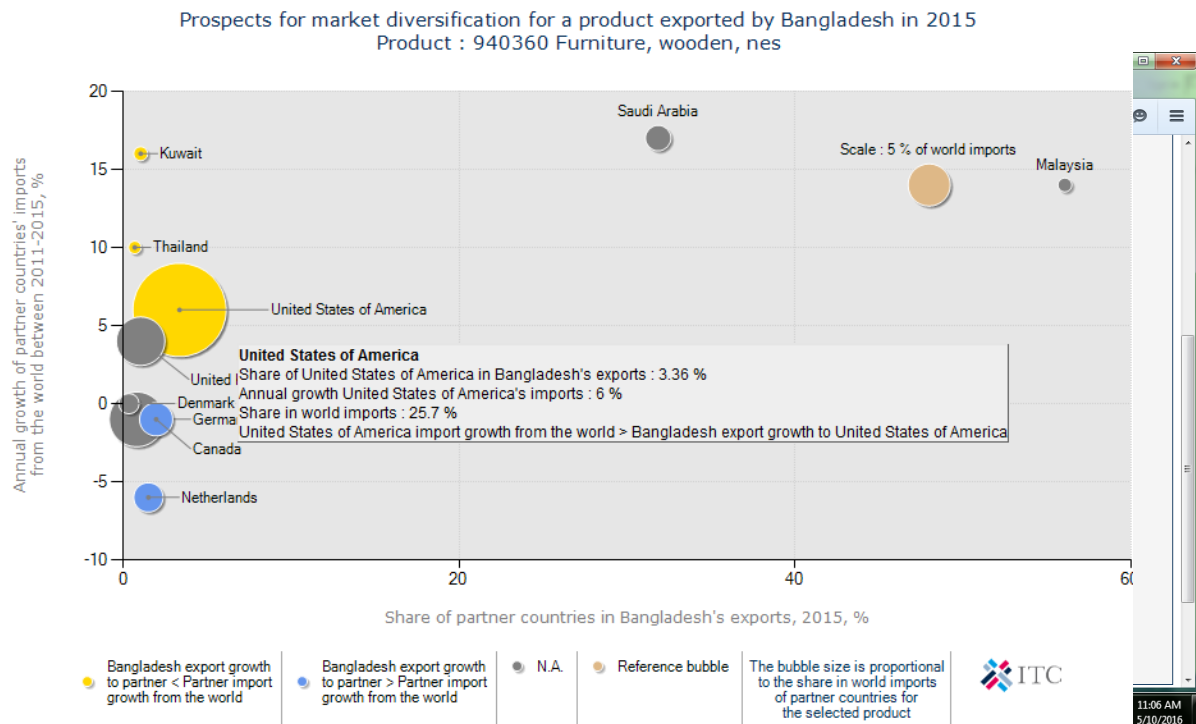 Prospects for market diversification for a product exported by Bangladesh in 2015
Product : 940360 Furniture, wooden, nes
Annual growth of partner countries' imports
from the world between 2011-2015, %
20
15
10
5
0
-5
-10
Saudi Arabia
Kuwait
Scale : 5 % of world imports
Malaysia
Thailand
United States of America
United
Denmark
Canada
Netherlands
United States of America
Share of United States of America in Bangladesh's exports : 3.36 %
Annual growth United States of America's imports : 6 %
Share in world imports : 25.7 %
United States of America import growth from the world > Bangladesh export growth to United States of America
0
20
40
60
Share of partner countries in Bangladesh's exports, 2015, %
Bangladesh export growth
to partner < Partner import
growth from the world
Bangladesh export growth
to partner > Partner import
growth from the world
N.A.
Reference bubble
The bubble size is proportional
to the share in world imports
of partner countries for
the selected product
ITC
11:06 AM
5/10/2016